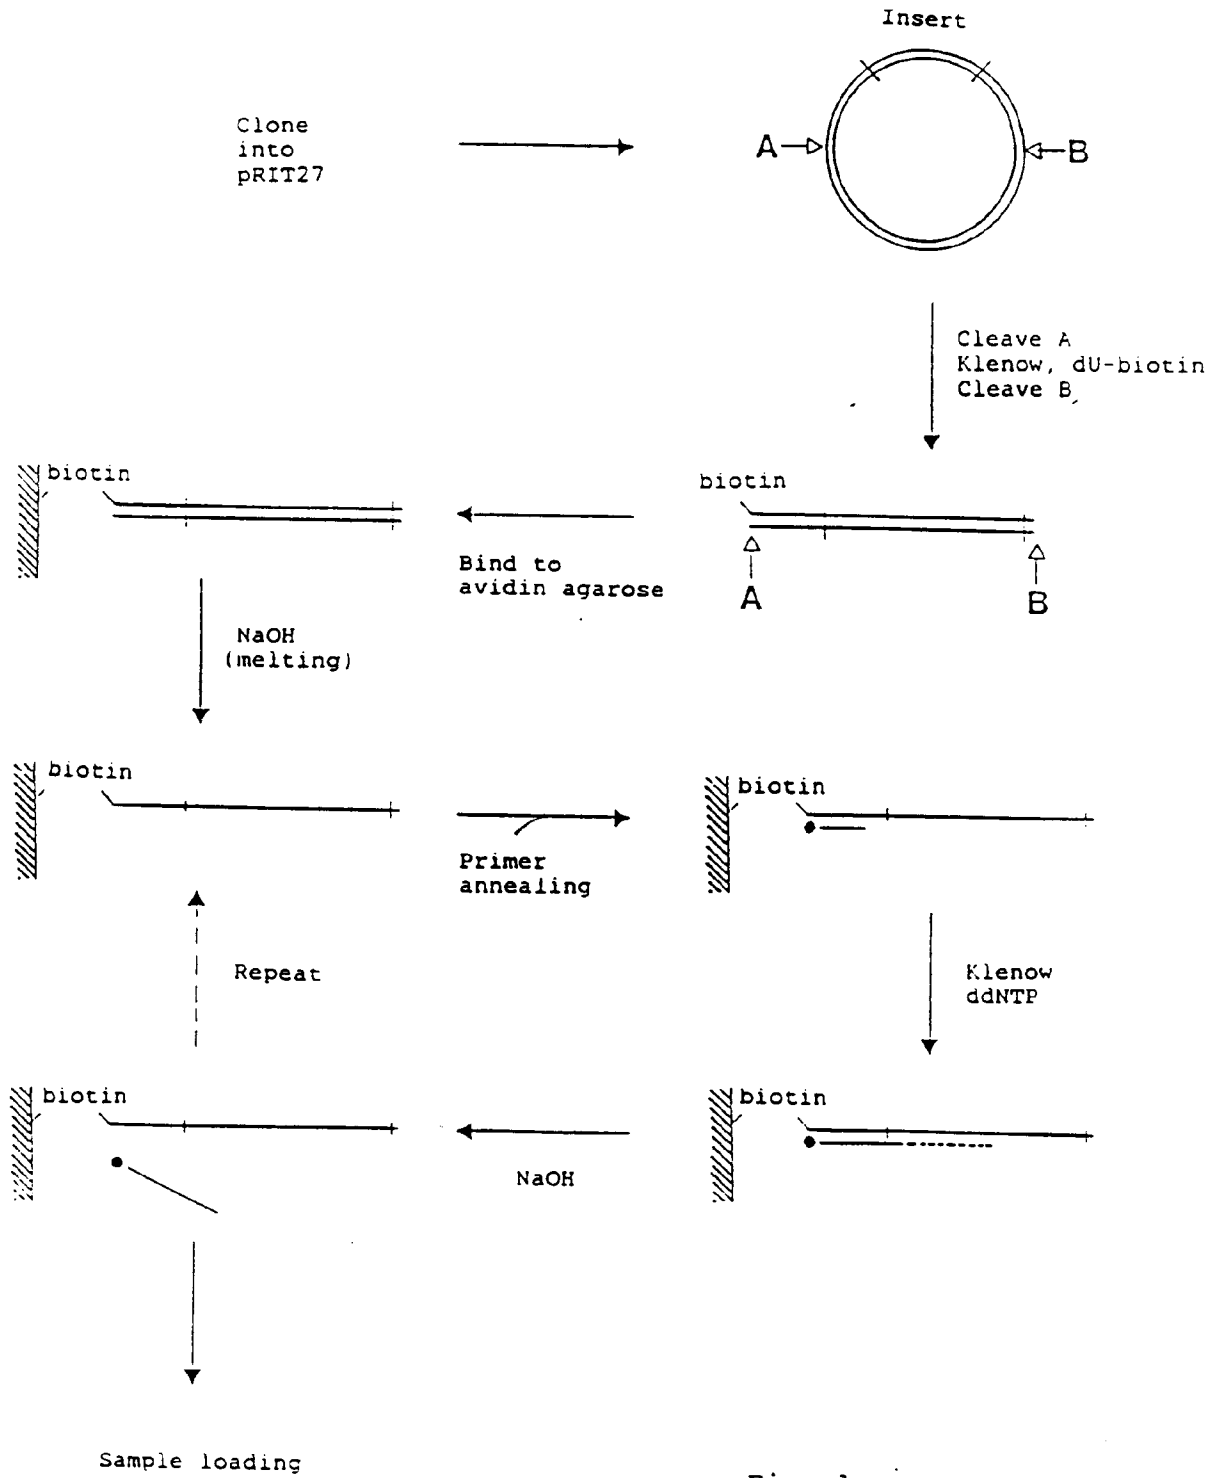 Insert
Clone
into
pRIT27
A
B
Cleave A
Klenow, dU-biotin
Cleave B
biotin
biotin
Bind to
avidin agarose
A
B
NaOH
(melting)
biotin
biotin
Primer
annealing
Repeat
Klenow
ddNTP
biotin
biotin
NaOH
Sample loading